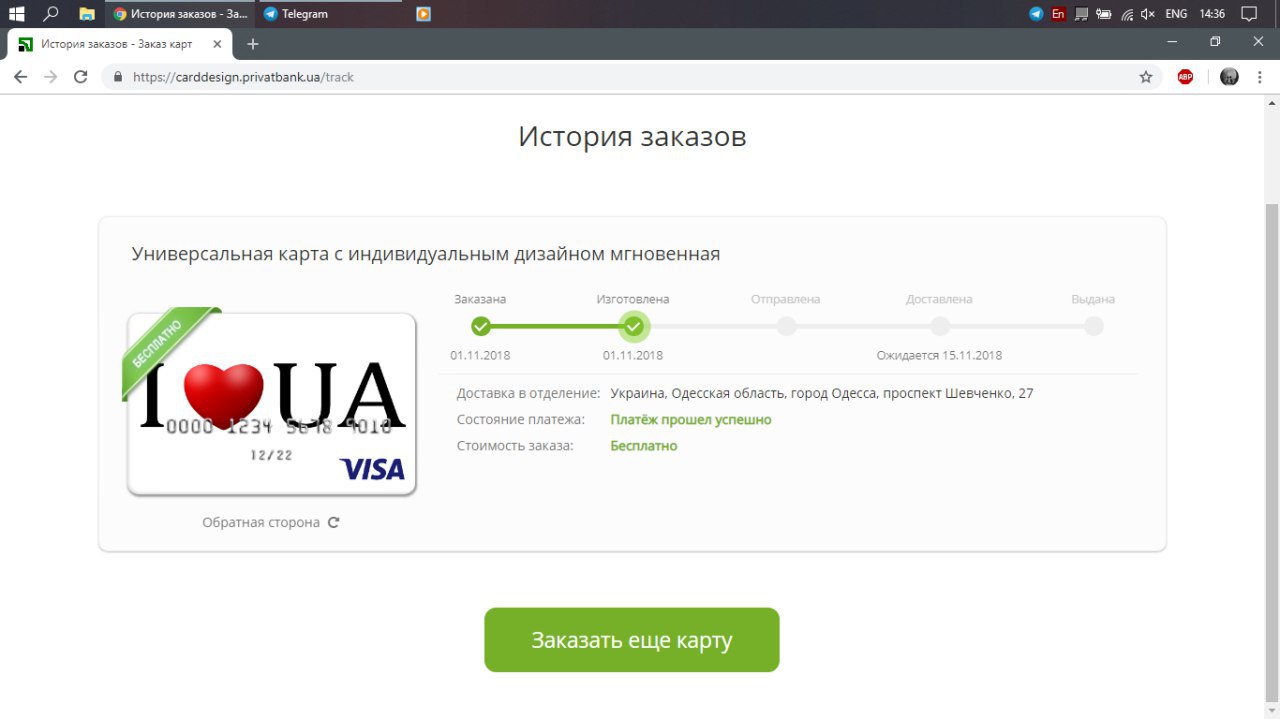 История заказов - За...
Telegram
En
ENG
14:36
История заказов - Заказ карт
https://carddesign.privatbank.ua/track
ABP
История заказов
Универсальная карта с индивидуальным дизайном мгновенная
Заказана
Изготовлена
Отправлена
Доставлена
Выдана
01.11.2018
01.11.2018
Ожидается 15.11.2018
БЕСПЛАТНО
I UA
0000 1234 5678 9010
12/22
VISA
Обратная сторона
Доставка в отделение: Украина, Одесская область, город Одесса, проспект Шевченко, 27
Состояние платежа: Платёж прошел успешно
Стоимость заказа: Бесплатно
Заказать еще карту